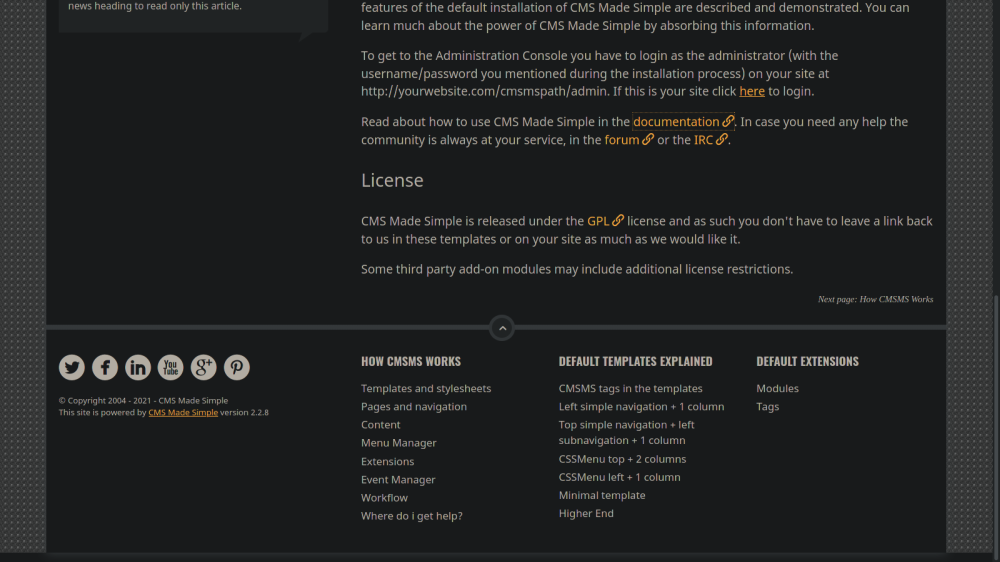 news heading to read only this article.
features of the default installation of CMS Made Simple are described and demonstrated. You can
learn much about the power of CMS Made Simple by absorbing this information.
To get to the Administration Console you have to login as the administrator (with the
username/password you mentioned during the installation process) on your site at
http://yourwebsite.com/cmsmspath/admin. If this is your site click here to login.
Read about how to use CMS Made Simple in the documentation. In case you need any help the
community is always at your service, in the forum or the IRC.
License
CMS Made Simple is released under the GPL license and as such you don't have to leave a link back
to us in these templates or on your site as much as we would like it.
Some third party add-on modules may include additional license restrictions.
Next page: How CMSMS Works
You
Tube
© Copyright 2004 - 2021 - CMS Made Simple
This site is powered by CMS Made Simple version 2.2.8
HOW CMSMS WORKS
Templates and stylesheets
Pages and navigation
Content
Menu Manager
Extensions
Event Manager
Workflow
Where do i get help?
DEFAULT TEMPLATES EXPLAINED
CMSMS tags in the templates
Left simple navigation + 1 column
Top simple navigation + left
subnavigation + 1 column
CSSMenu top + 2 columns
CSSMenu left + 1 column
Minimal template
Higher End
DEFAULT EXTENSIONS
Modules
Tags